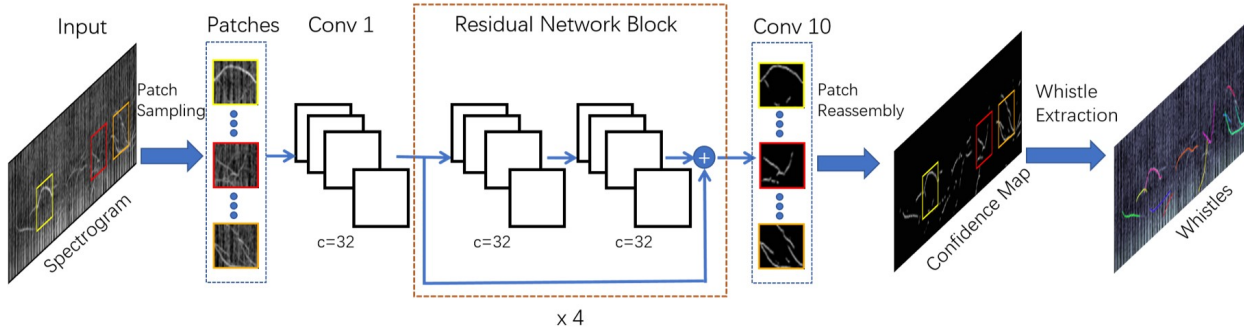 Input
Patches
Conv 1
Residual Network Block
Conv 10
Patch
Sampling
Patch
Reassembly
Whistle
Extraction
Spectrogram
c=32
c=32
c=32
+
Confidence Map
Whistles
x 4